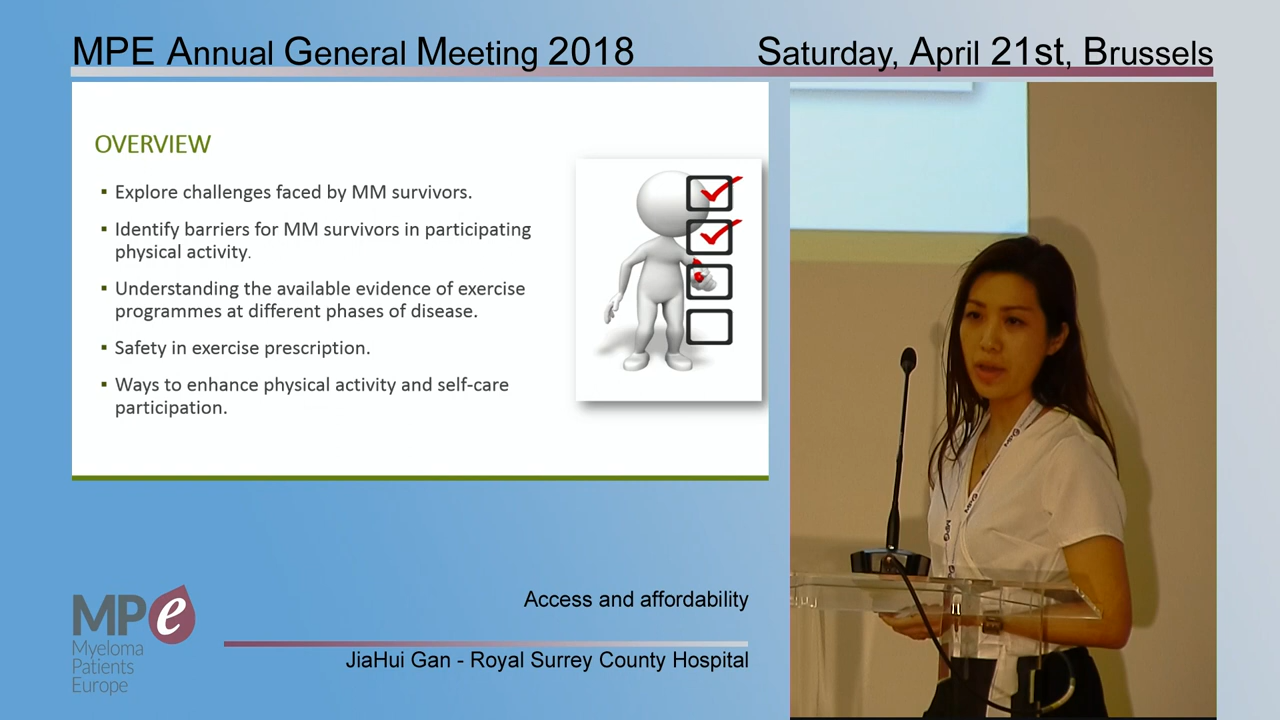 MPE Annual General Meeting 2018
Saturday, April 21st, Brussels
OVERVIEW
▪ Explore challenges faced by MM survivors.
▪ Identify barriers for MM survivors in participating
physical activity.
▪ Understanding the available evidence of exercise
programmes at different phases of disease.
▪ Safety in exercise prescription.
▪ Ways to enhance physical activity and self-care
participation.
Access and affordability
JiaHui Gan - Royal Surrey County Hospital
MPe
Myeloma
Patients
Europe